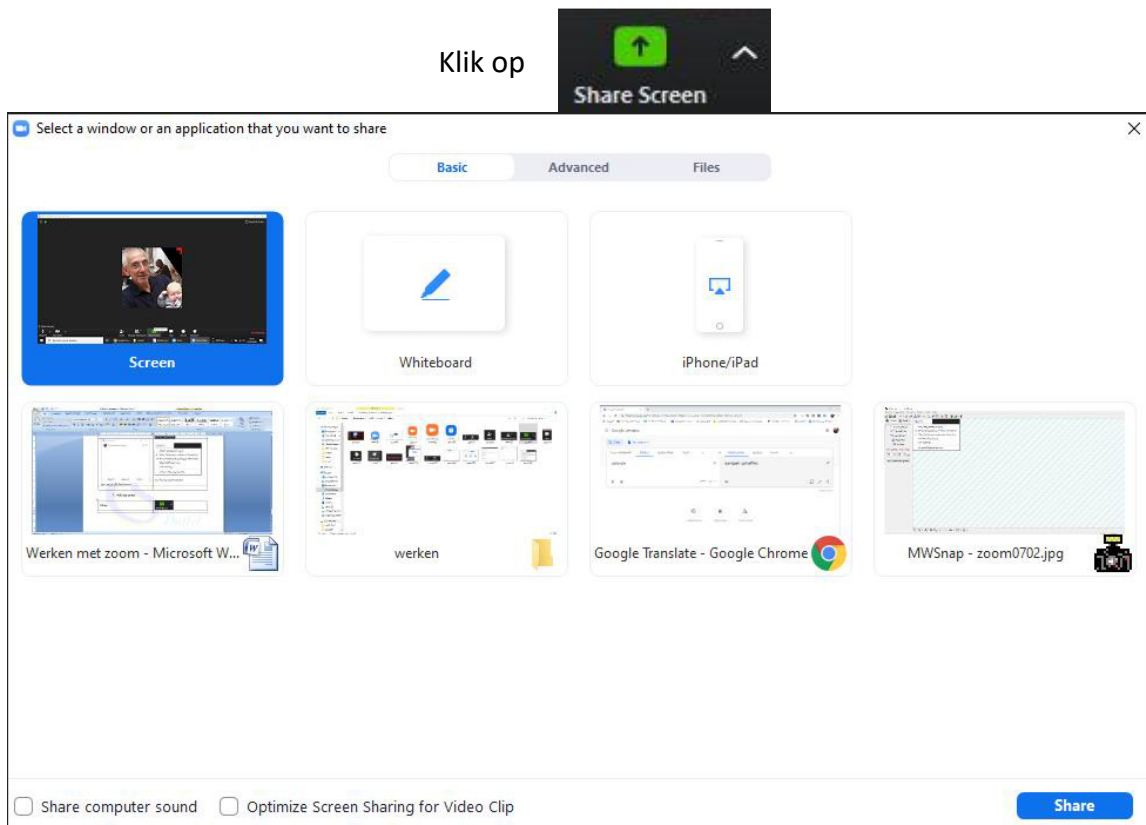 Klik op
Share Screen
Select a window or an application that you want to share
Basic Advanced Files
Screen
Whiteboard
iPhone/iPad
Werken met zoom - Microsoft W...
werken
Google Translate - Google Chrome
MWSnap - zoom0702.jpg
Share computer sound
Optimize Screen Sharing for Video Clip
Share